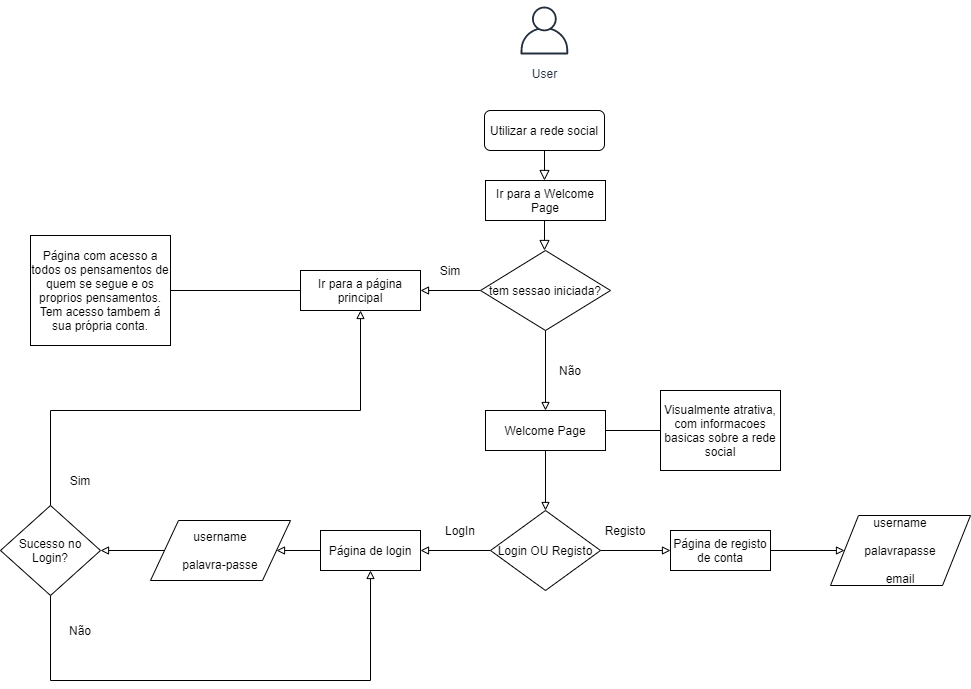 User
Utilizar a rede social
Ir para a Welcome
Page
tem sessao iniciada?
Sim
Ir para a página
principal
Página com acesso a
todos os pensamentos de
quem se segue e os
proprios pensamentos.
Tem acesso tambem á
sua própria conta.
Não
Welcome Page
Visualmente atrativa,
com informacoes
basicas sobre a rede
social
Login OU Registo
LogIn
Registo
Página de login
username
palavra-passe
Sucesso no
Login?
Sim
Não
Página de registo
de conta
username
palavrapasse
email